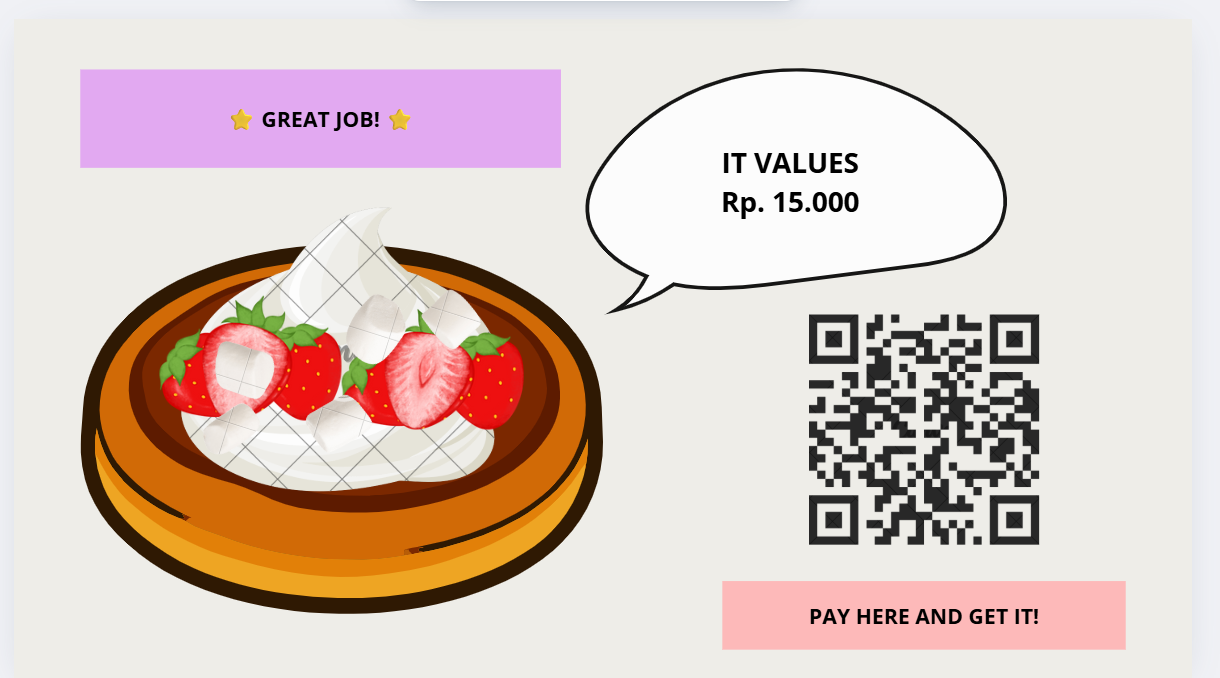 ⭐ GREAT JOB! ⭐
IT VALUES
Rp. 15.000
PAY HERE AND GET IT!